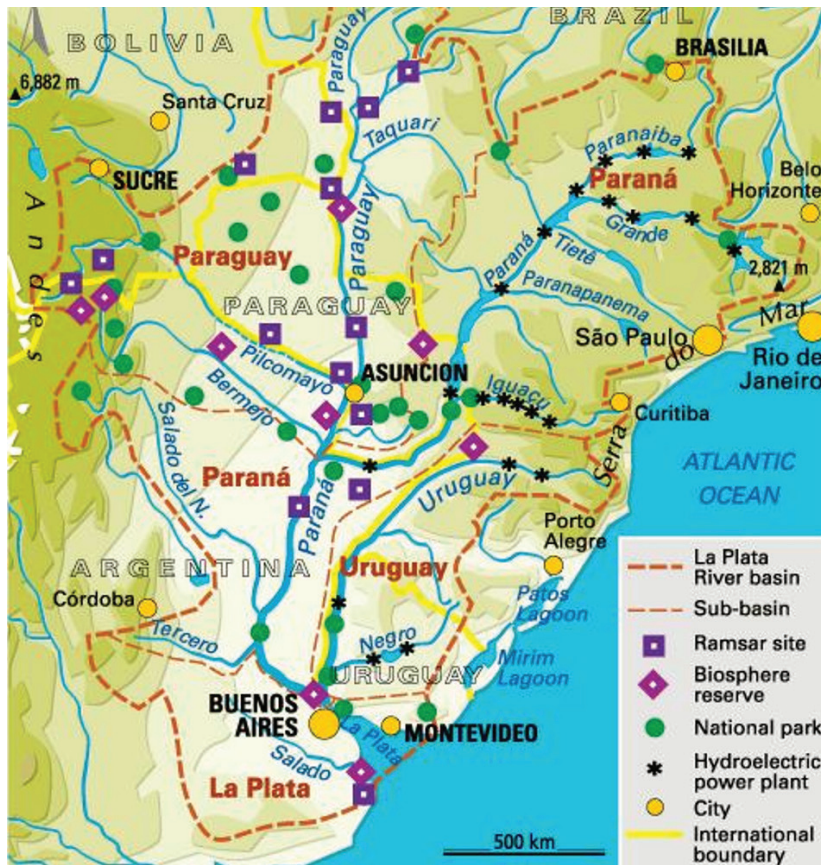 BOLIVIA
BRAZIL
Paraguay
BRASILIA
6,882 m
Santa Cruz
Taquari
Paranaiba
Belo
Horizonte
SUCRE
Paraná
Andes
Grande
Paraguay
Paraguay
Paraná
Tietê
2,821 m
Paranapanema
PARAGUAY
São Paulo
Serra do Mar
Rio de
Janeiro
Pilcomayo
ASUNCION
Bermejo
Iguaçu
Curitiba
Salado del N.
Paraná
Paraná
Uruguay
ATLANTIC
OCEAN
Porto
Alegre
ARGENTINA
Uruguay
Córdoba
Patos
Lagoon
Tercero
Negro
Mirim
Lagoon
URUGUAY
BUENOS
AIRES
La Plata
MONTEVIDEO
Salado
La Plata
500 km
La Plata
River basin
Sub-basin
Ramsar site
Biosphere
reserve
National park
Hydroelectric
power plant
City
International
boundary